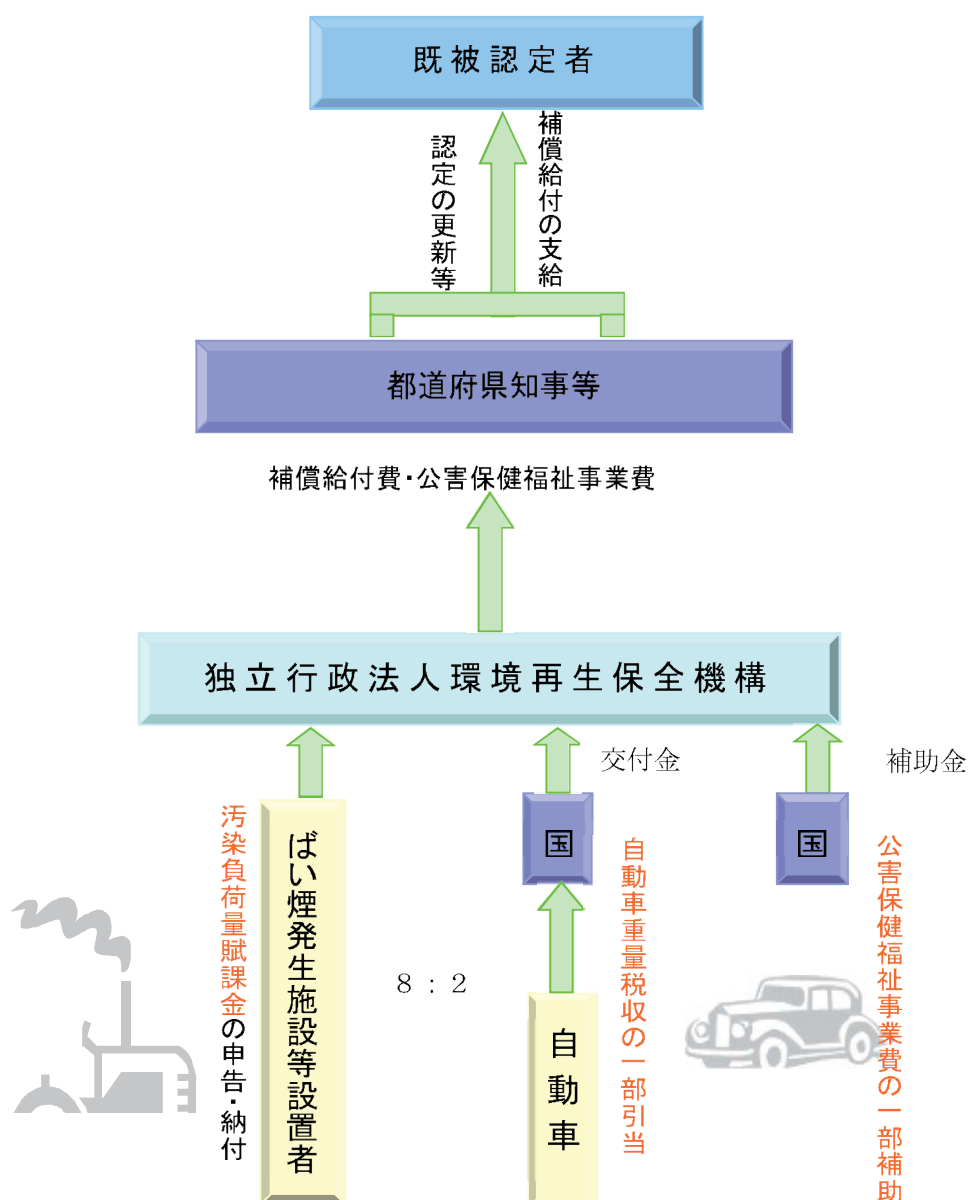 既被認定者
認定の更新等
補償給付の支給
都道府県知事等
補償給付費・公害保健福祉事業費
独立行政法人環境再生保全機構
交付金
補助金
汚染負荷量賦課金の申告・納付
ばい煙発生施設等設置者
8：2
国
自動車
自動車重量税収の一部引当
国
公害保健福祉事業費の一部補助